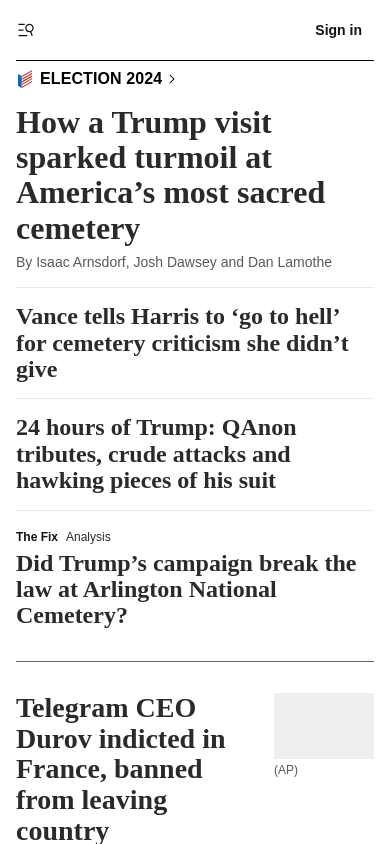 Sign in
ELECTION 2024
How a Trump visit
sparked turmoil at
America’s most sacred
cemetery
By Isaac Arnsdorf, Josh Dawsey and Dan Lamothe
Vance tells Harris to ‘go to hell’
for cemetery criticism she didn’t
give
24 hours of Trump: QAnon
tributes, crude attacks and
hawking pieces of his suit
The Fix Analysis
Did Trump’s campaign break the
law at Arlington National
Cemetery?
Telegram CEO
Durov indicted in
France, banned
from leaving
country
(AP)